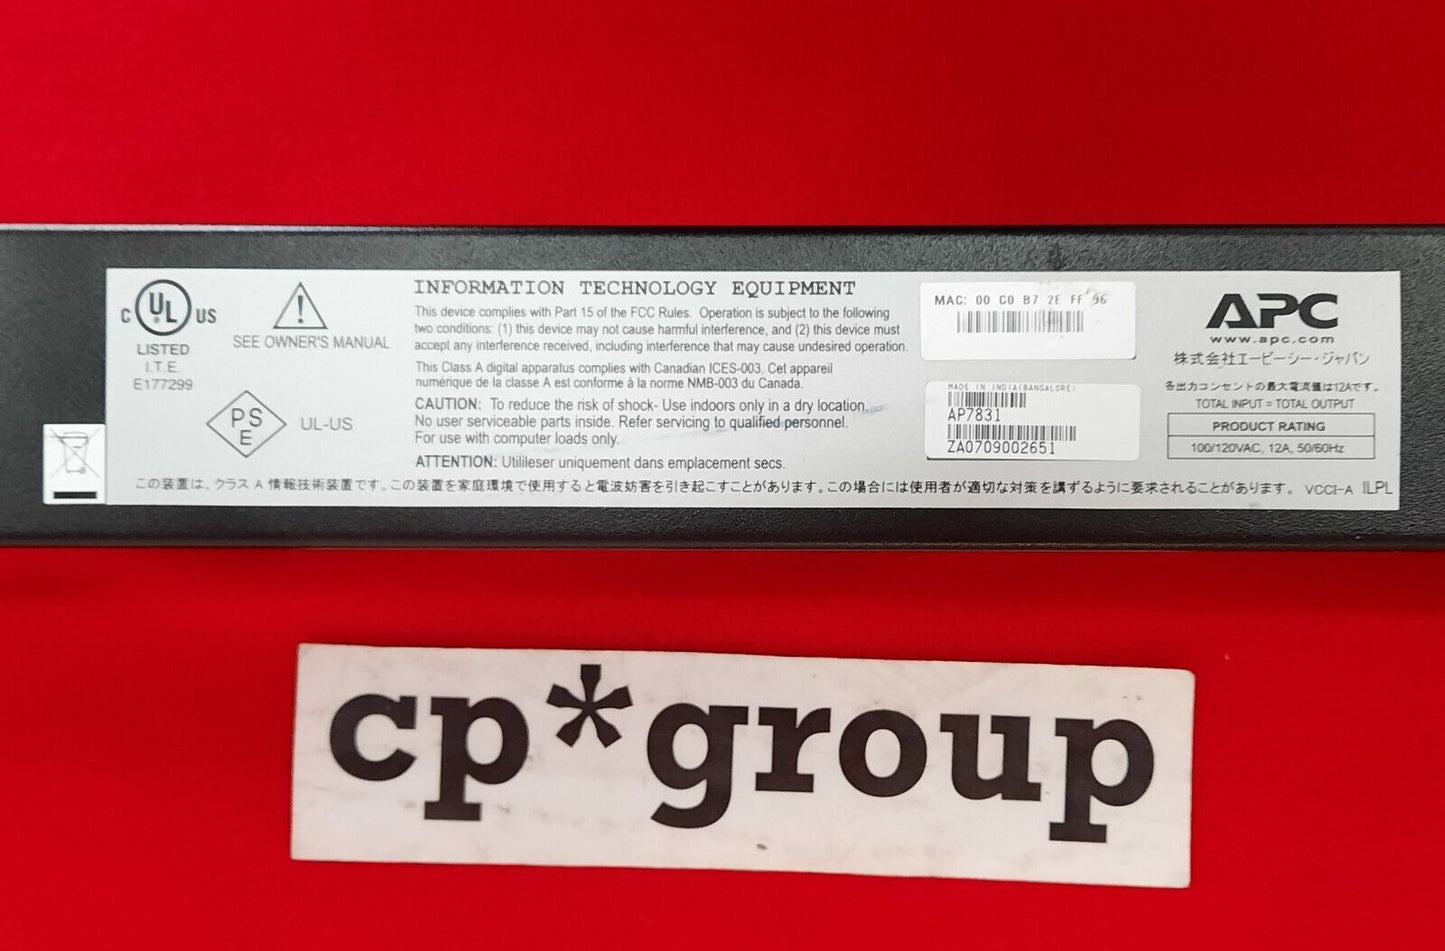 C UL US
LISTED
I.T.E.
E177299
SEE OWNER'S MANUAL
PS
E
UL-US
INFORMATION TECHNOLOGY EQUIPMENT
This device complies with Part 15 of the FCC Rules. Operation is subject to the following
two conditions: (1) this device may not cause harmful interference, and (2) this device must
accept any interference received, including interference that may cause undesired operation.
This Class A digital apparatus complies with Canadian ICES-003. Cet appareil
numérique de la classe A est conforme à la norme NMB-003 du Canada.
CAUTION: To reduce the risk of shock- Use indoors only in a dry location.
No user serviceable parts inside. Refer servicing to qualified personnel.
For use with computer loads only.
ATTENTION: Utilileser uniquement dans emplacement secs.
MAC: 00 C0 B7 2E FF 96
MADE IN INDIA(BANGALORE)
AP7831
ZA0709002651
APC
www.apc.com
株式会社エーピーシー・ジャパン
各出力コンセントの最大電流値は12Aです。
TOTAL INPUT = TOTAL OUTPUT
PRODUCT RATING
100/120VAC, 12A, 50/60Hz
この装置は、クラス A 情報技術装置です。この装置を家庭環境で使用すると電波妨害を引き起こすことがあります。この場合には使用者が適切な対策を講ずるように要求されることがあります。 VCCI-A ILPL
cp*group